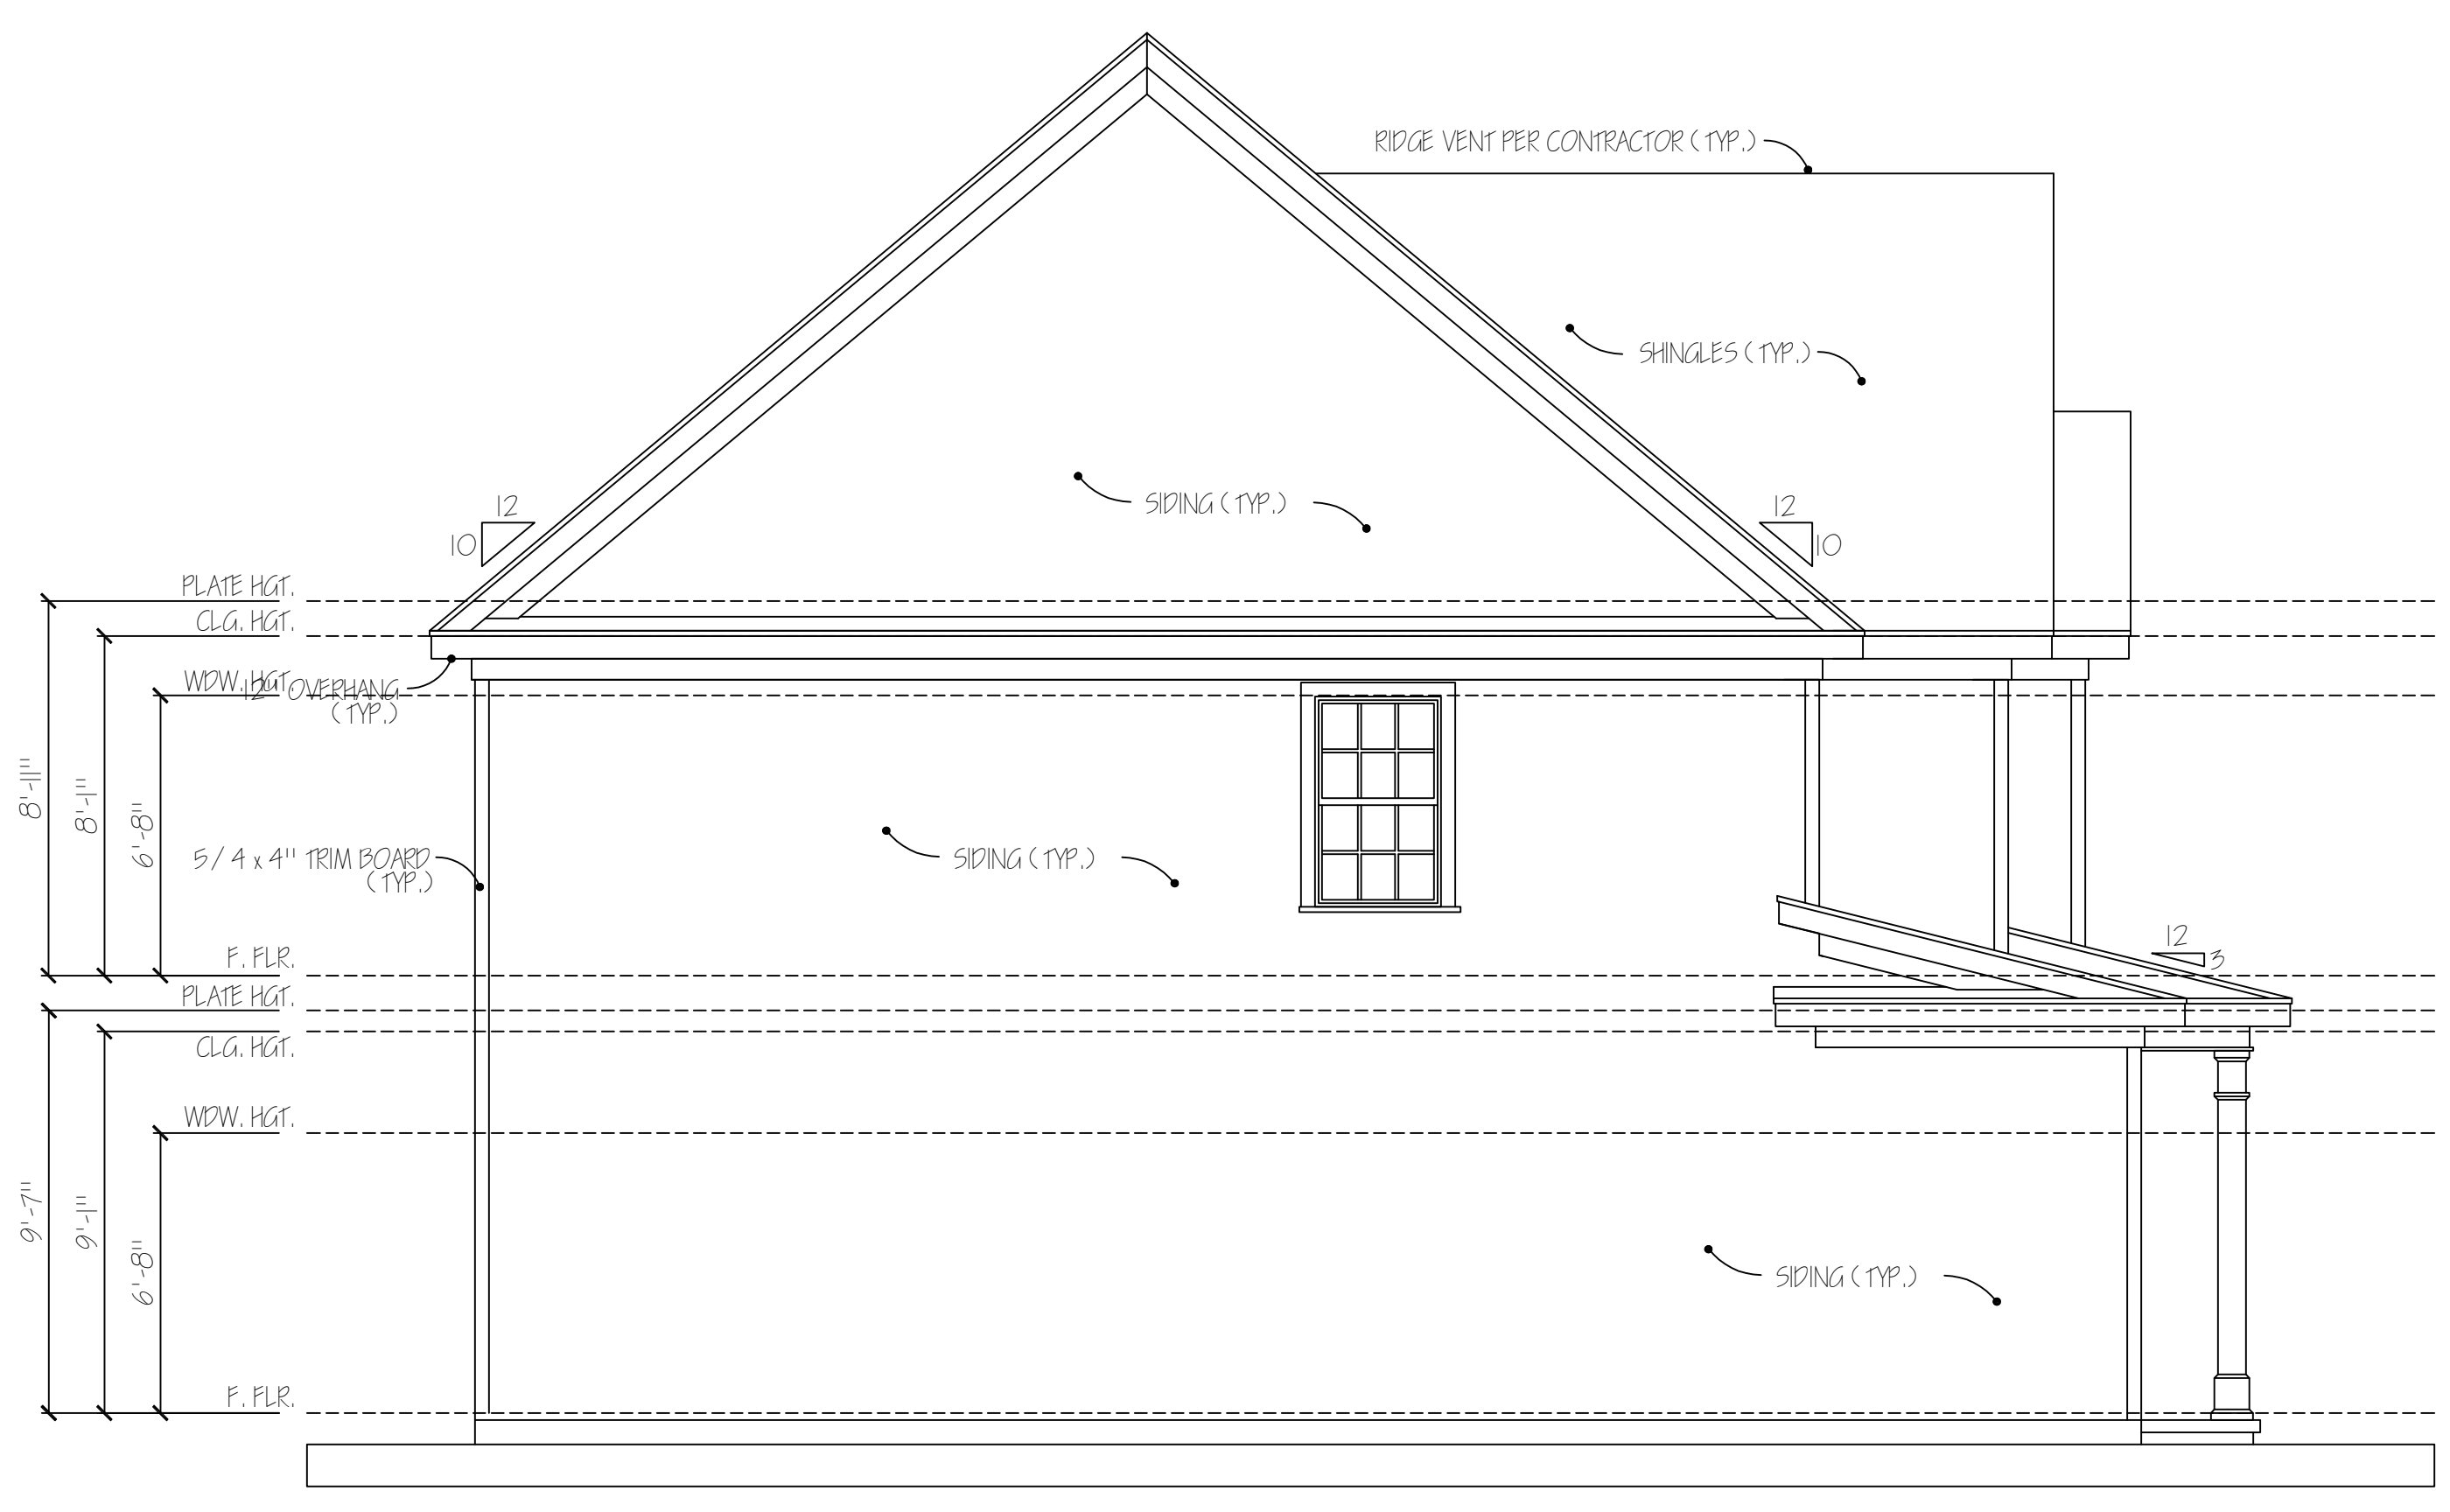 RIDGE VENT PER CONTRACTOR (TYP.)
SHINGLES (TYP.)
12
10
SIDING (TYP.)
12
10
PLATE HGT.
CLG. HGT.
WDW. HGT.
12" OVERHANG
(TYP.)
8'-11"
8'-1"
6'-8"
5/4 x 4" TRIM BOARD
(TYP.)
SIDING (TYP.)
F. FLR.
12
3
PLATE HGT.
CLG. HGT.
WDW. HGT.
9'-7"
9'-1"
6'-8"
SIDING (TYP.)
F. FLR.